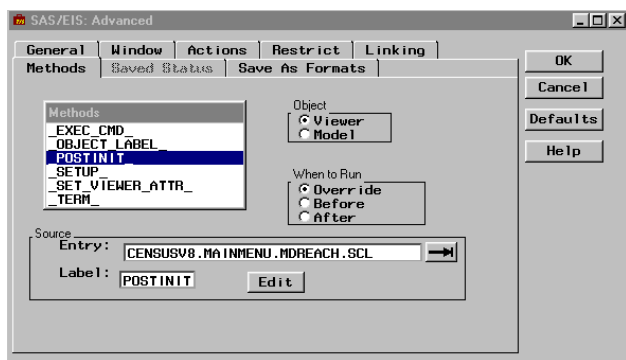 SAS/EIS: Advanced
General Window Actions Restrict Linking
Methods Saved Status Save As Formats
OK
Cancel
Defaults
Help
Methods
_EXEC_CMD_
_OBJECT_LABEL_
_POSTINIT_
_SETUP_
_SET_VIEWER_ATTR_
_TERM_
Object
Viewer
Model
When to Run
Override
Before
After
Source
Entry: CENSUSV8.MAINMENU.MDREACH.SCL
Label: POSTINIT Edit